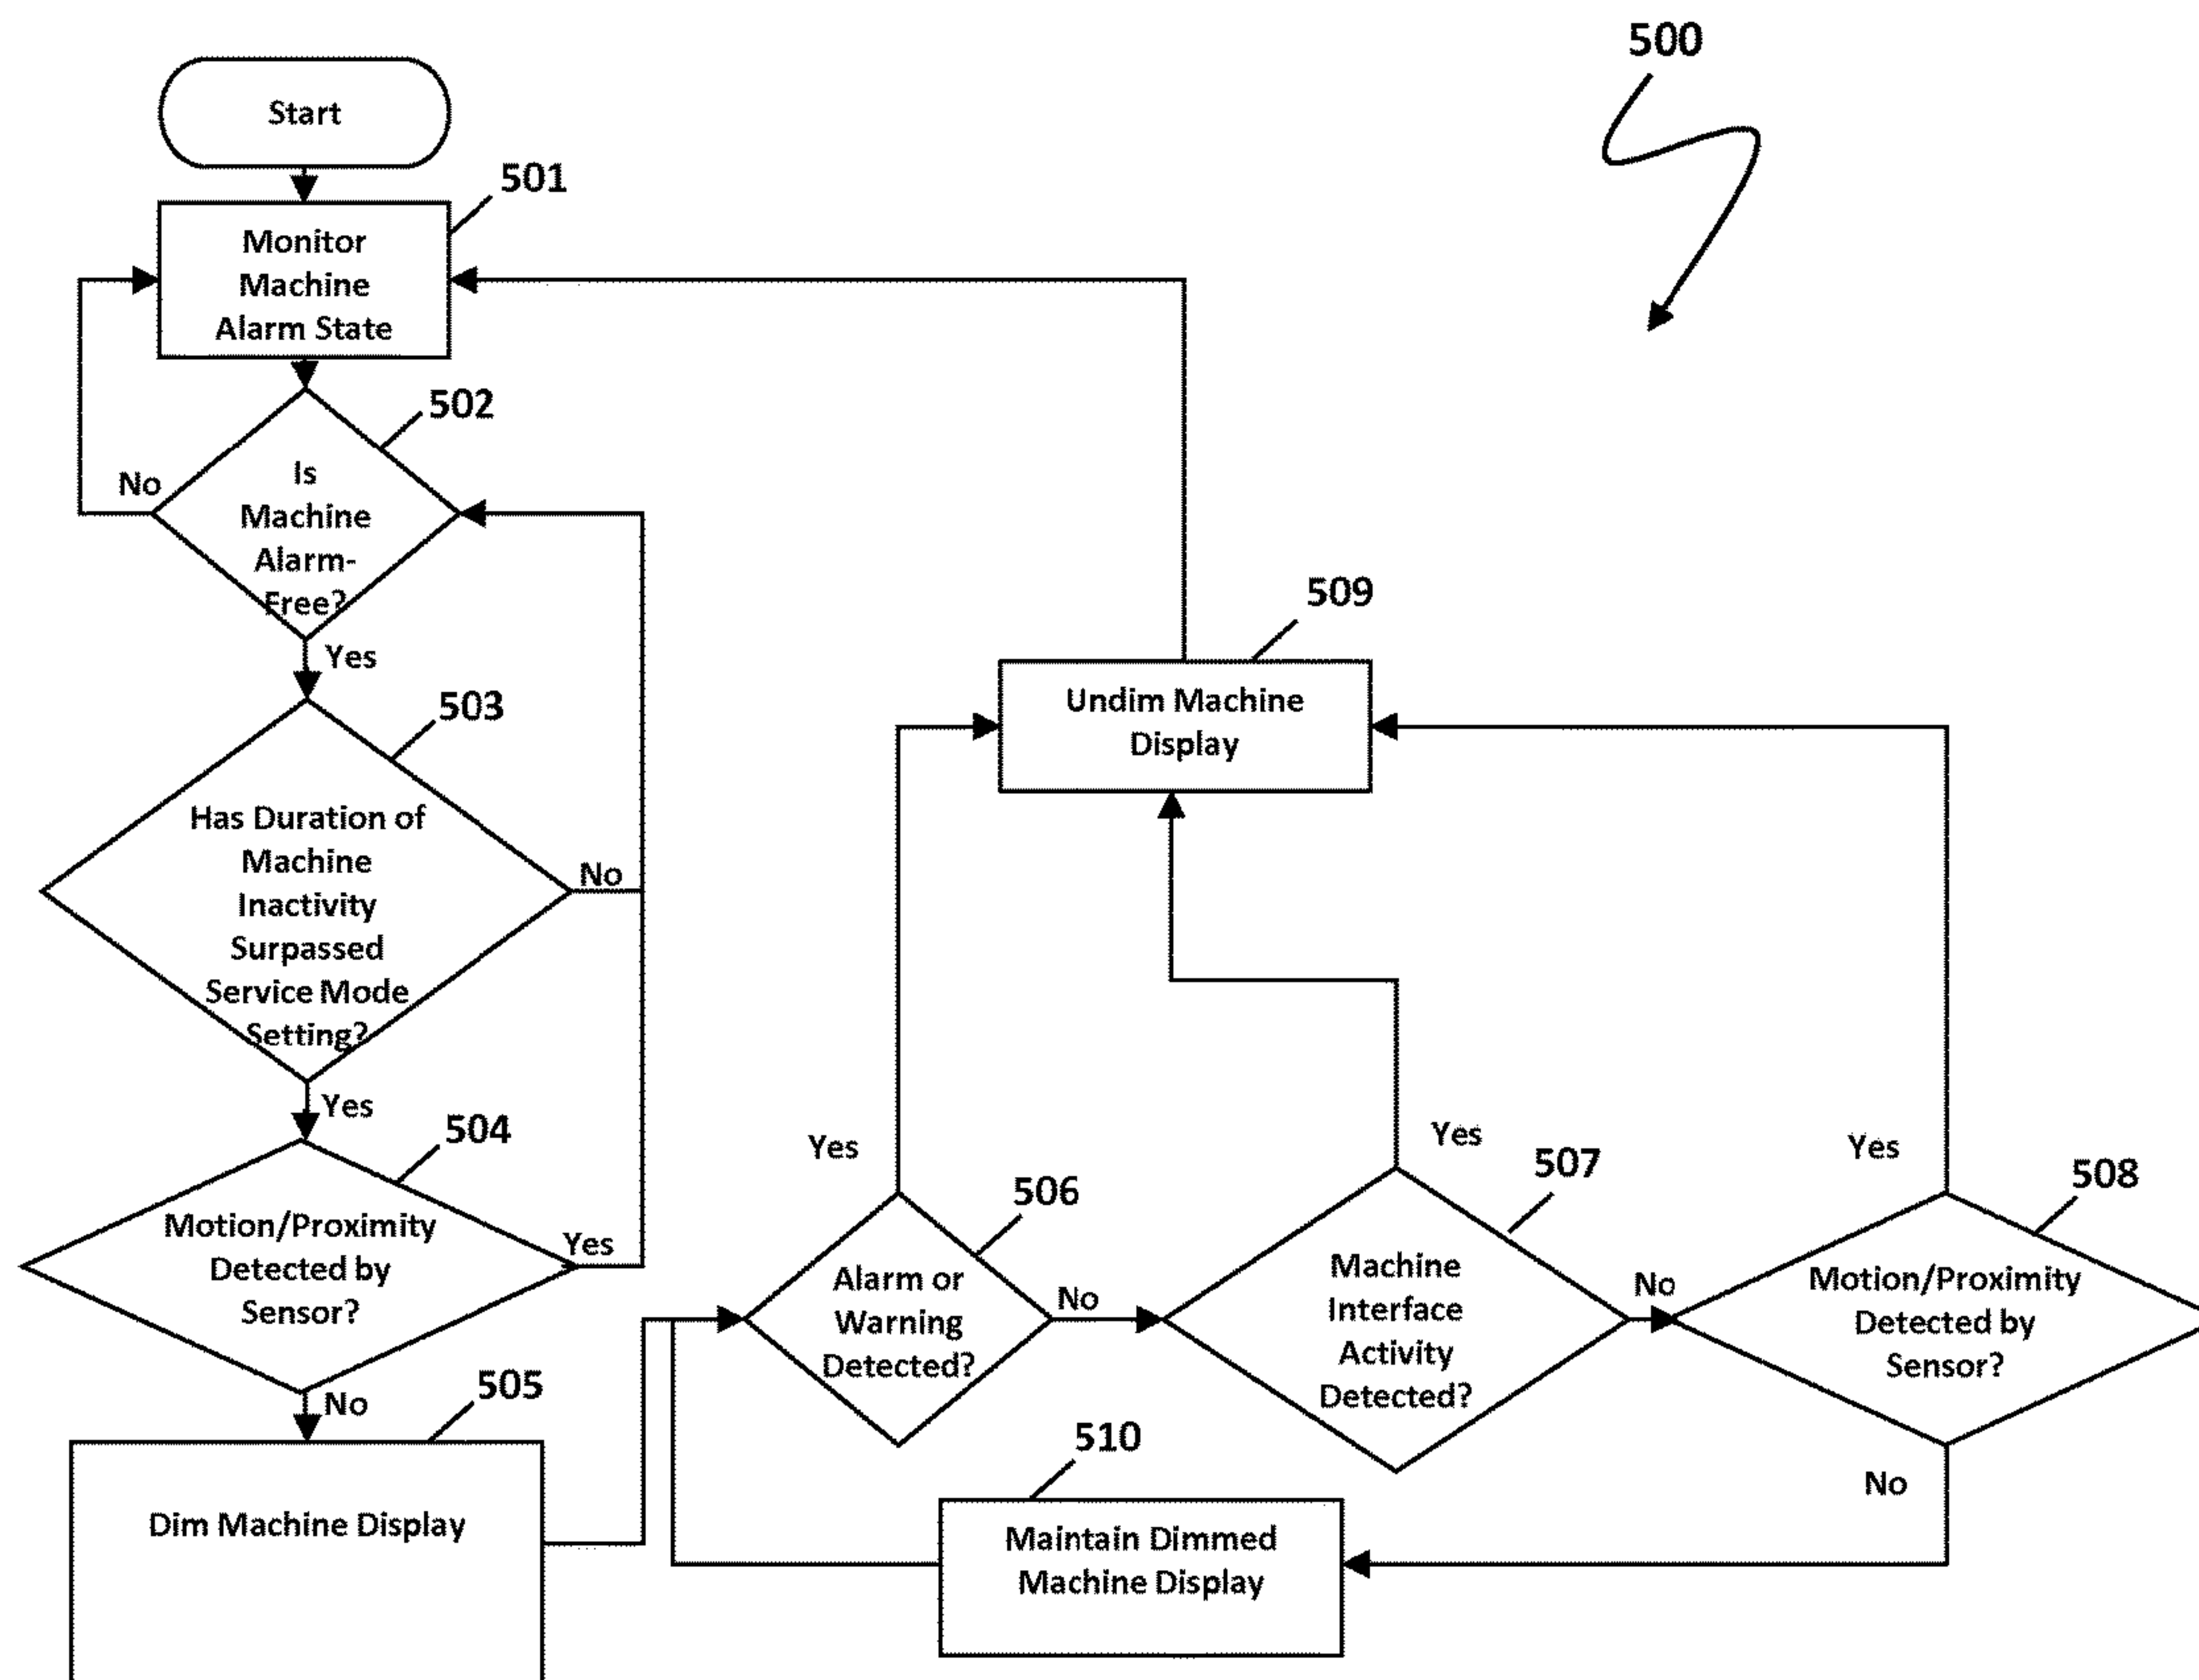 500
Start
501
Monitor
Machine
Alarm State
502
Is
Machine
Alarm-
Free?
No
Yes
503
Has Duration of
Machine
Inactivity
Surpassed
Service Mode
Setting?
No
Yes
504
Motion/Proximity
Detected by
Sensor?
Yes
No
505
Dim Machine Display
506
Alarm or
Warning
Detected?
Yes
No
507
Machine
Interface
Activity
Detected?
Yes
No
508
Motion/Proximity
Detected by
Sensor?
Yes
No
509
Undim Machine
Display
510
Maintain Dimmed
Machine Display